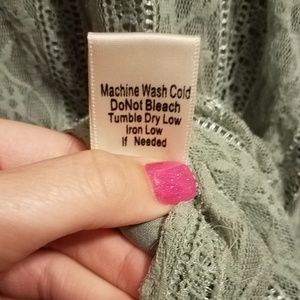 Machine Wash Cold
DoNot Bleach
Tumble Dry Low
Iron Low
If Needed